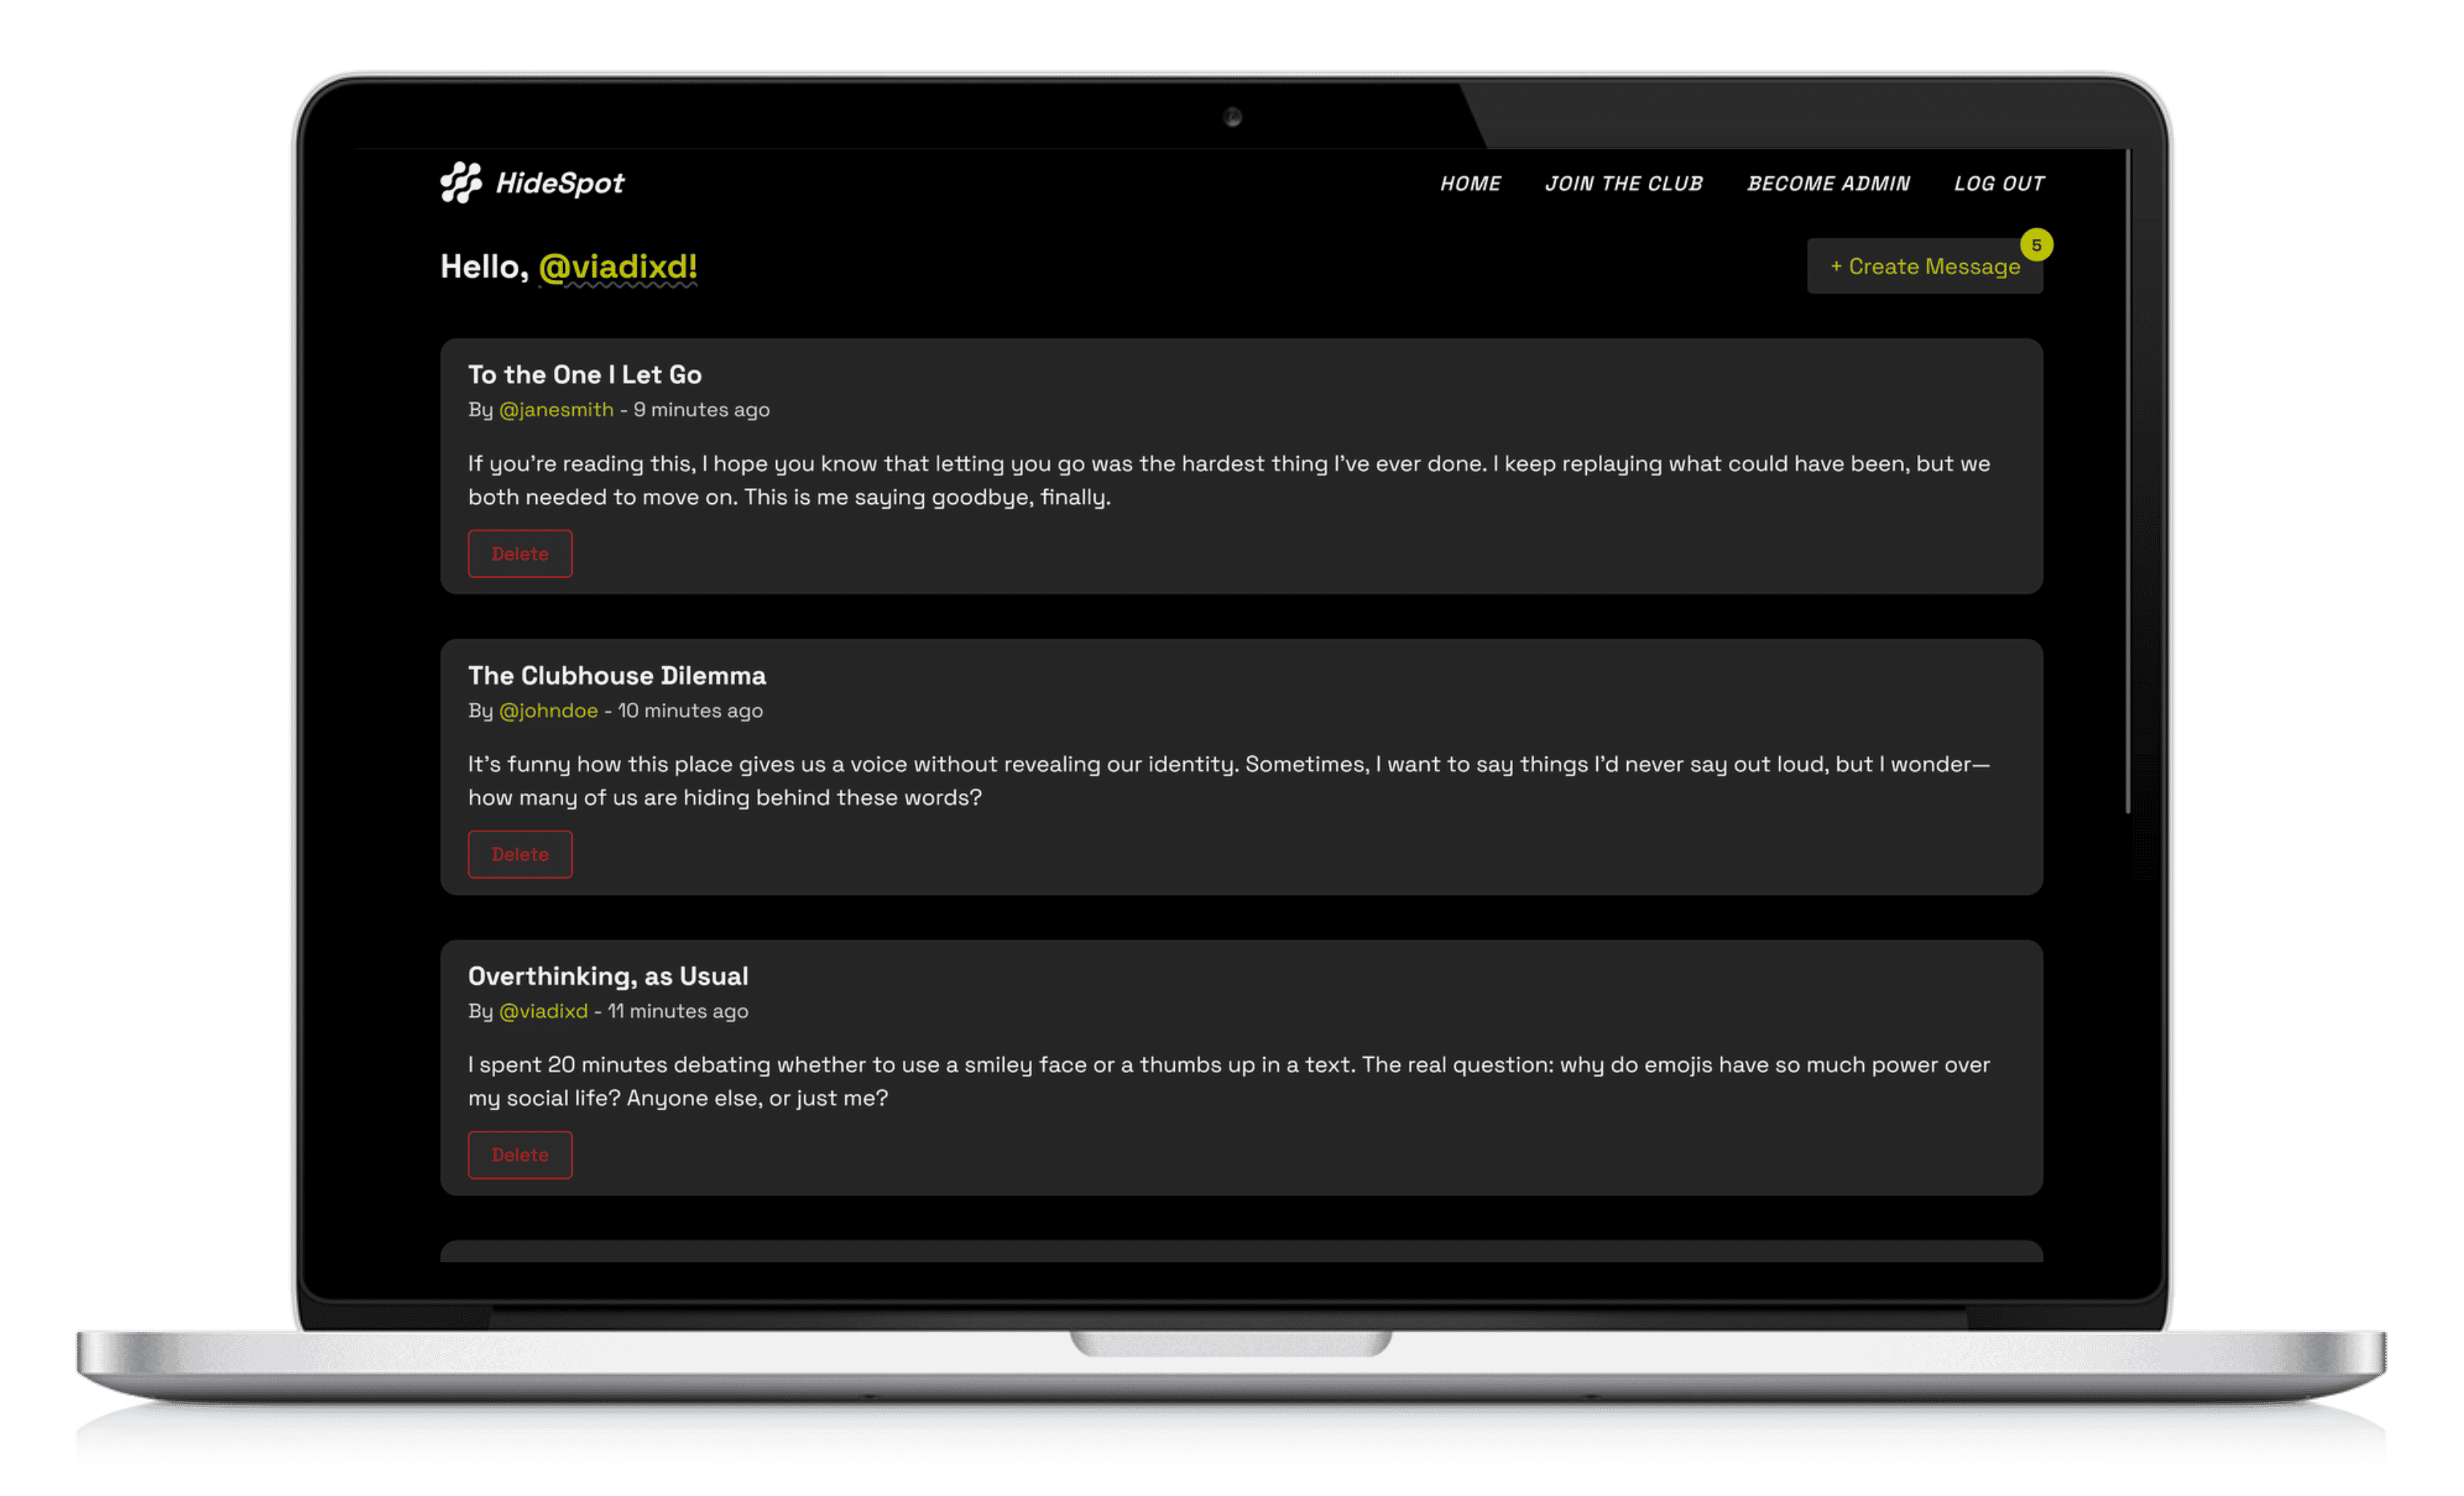 HideSpot
HOME JOIN THE CLUB BECOME ADMIN LOG OUT
Hello, @viadixd!
5
+ Create Message
To the One I Let Go
By @janesmith - 9 minutes ago
If you’re reading this, I hope you know that letting you go was the hardest thing I’ve ever done. I keep replaying what could have been, but we
both needed to move on. This is me saying goodbye, finally.
Delete
The Clubhouse Dilemma
By @johndoe - 10 minutes ago
It’s funny how this place gives us a voice without revealing our identity. Sometimes, I want to say things I’d never say out loud, but I wonder—
how many of us are hiding behind these words?
Delete
Overthinking, as Usual
By @viadixd - 11 minutes ago
I spent 20 minutes debating whether to use a smiley face or a thumbs up in a text. The real question: why do emojis have so much power over
my social life? Anyone else, or just me?
Delete